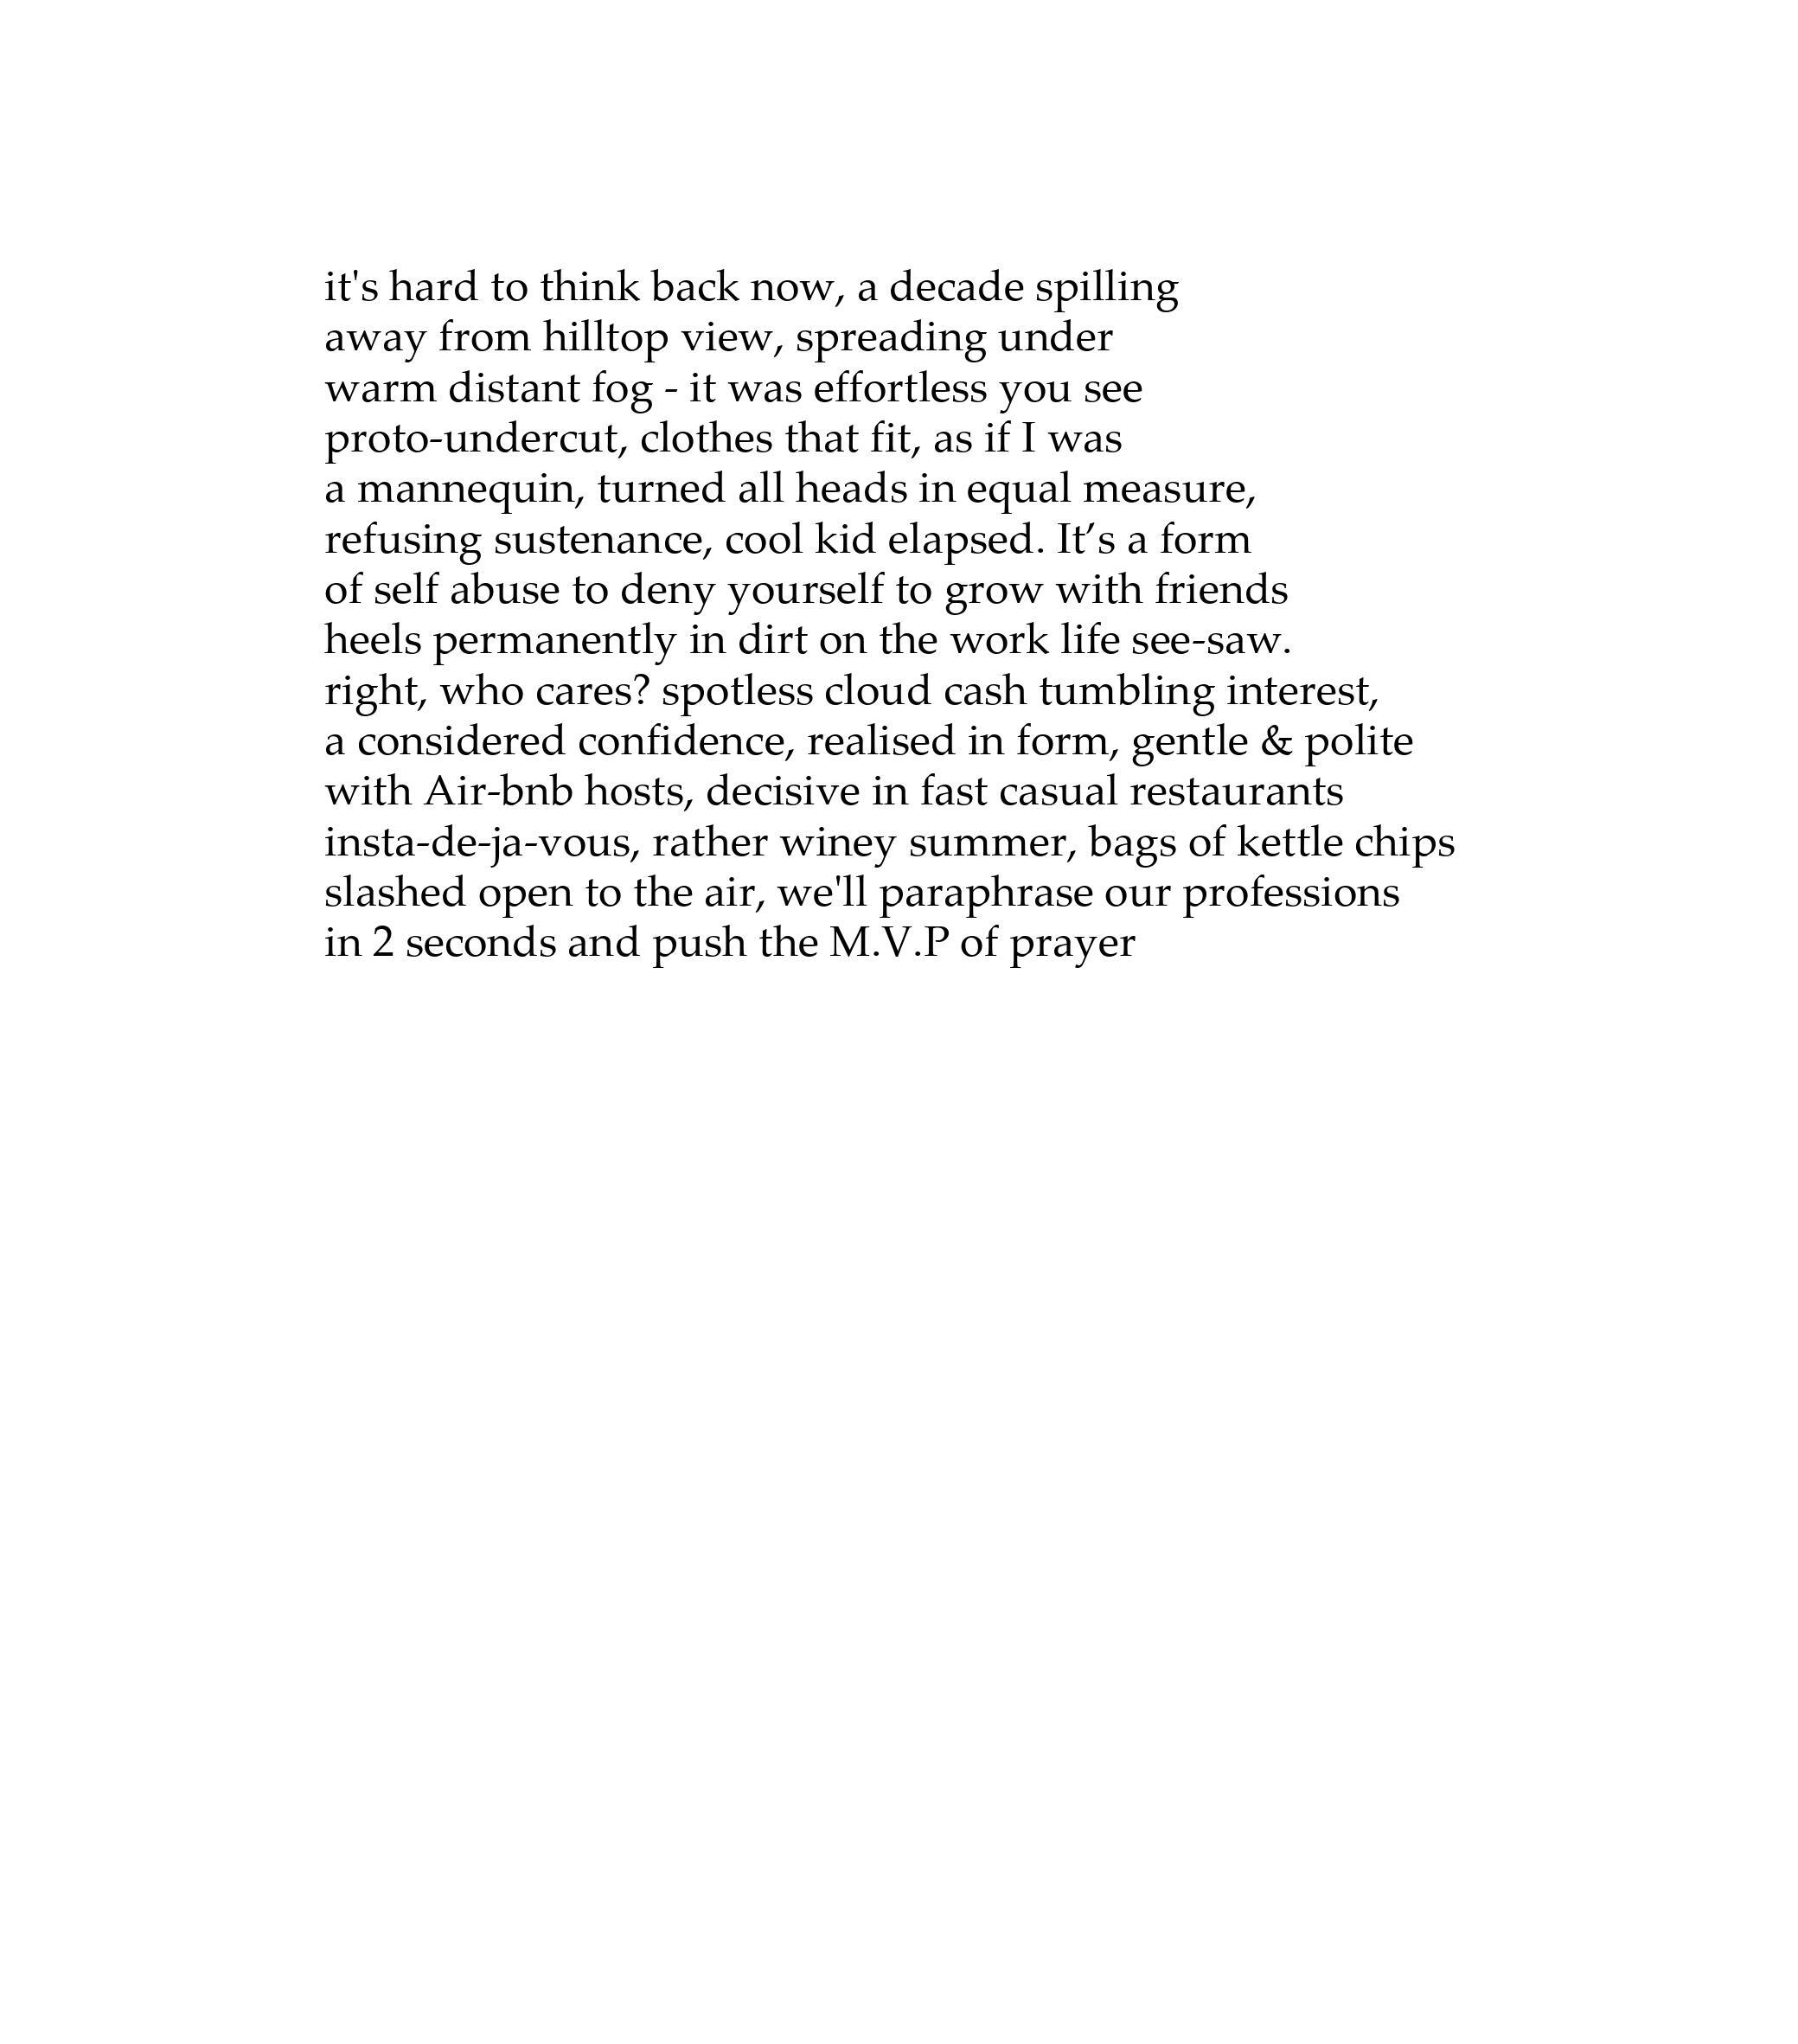 it's hard to think back now, a decade spilling
away from hilltop view, spreading under
warm distant fog - it was effortless you see
proto-undercut, clothes that fit, as if I was
a mannequin, turned all heads in equal measure,
refusing sustenance, cool kid elapsed. It’s a form
of self abuse to deny yourself to grow with friends
heels permanently in dirt on the work life see-saw.
right, who cares? spotless cloud cash tumbling interest,
a considered confidence, realised in form, gentle & polite
with Air-bnb hosts, decisive in fast casual restaurants
insta-de-ja-vous, rather winey summer, bags of kettle chips
slashed open to the air, we'll paraphrase our professions
in 2 seconds and push the M.V.P of prayer